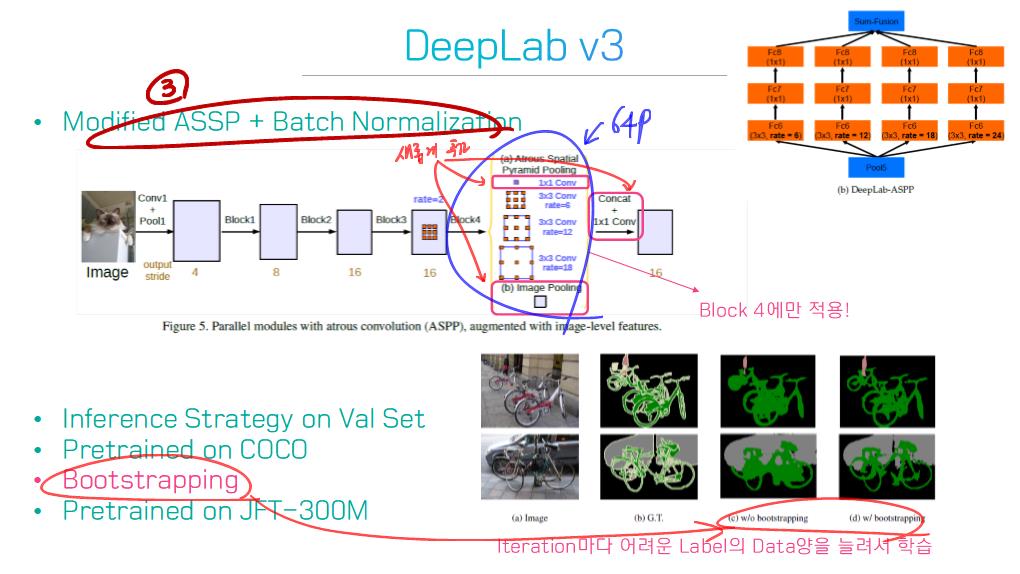 DeepLab v3
③
• Modified ASSP + Batch Normalization
64P
새롭게 추가
Sum-Fusion
Fc8
(1x1)
Fc8
(1x1)
Fc8
(1x1)
Fc8
(1x1)
Fc7
(1x1)
Fc7
(1x1)
Fc7
(1x1)
Fc7
(1x1)
Fc6
(3x3, rate = 6)
Fc6
(3x3, rate = 12)
Fc6
(3x3, rate = 18)
Fc6
(3x3, rate = 24)
Pool5
(b) DeepLab-ASPP
(a) Atrous Spatial
Pyramid Pooling
1x1 Conv
3x3 Conv
rate=6
3x3 Conv
rate=12
3x3 Conv
rate=18
(b) Image Pooling
Conv1
+
Pool1
Block1
Block2
Block3
rate=2
Block4
Concat
+
1x1 Conv
Image
output
stride
4
8
16
16
16
Block 4에만 적용!
Figure 5. Parallel modules with atrous convolution (ASPP), augmented with image-level features.
• Inference Strategy on Val Set
• Pretrained on COCO
• Bootstrapping
• Pretrained on JFT-300M
(a) Image
(b) G.T.
(c) w/o bootstrapping
(d) w/ bootstrapping
Iteration마다 어려운 Label의 Data양을 늘려서 학습